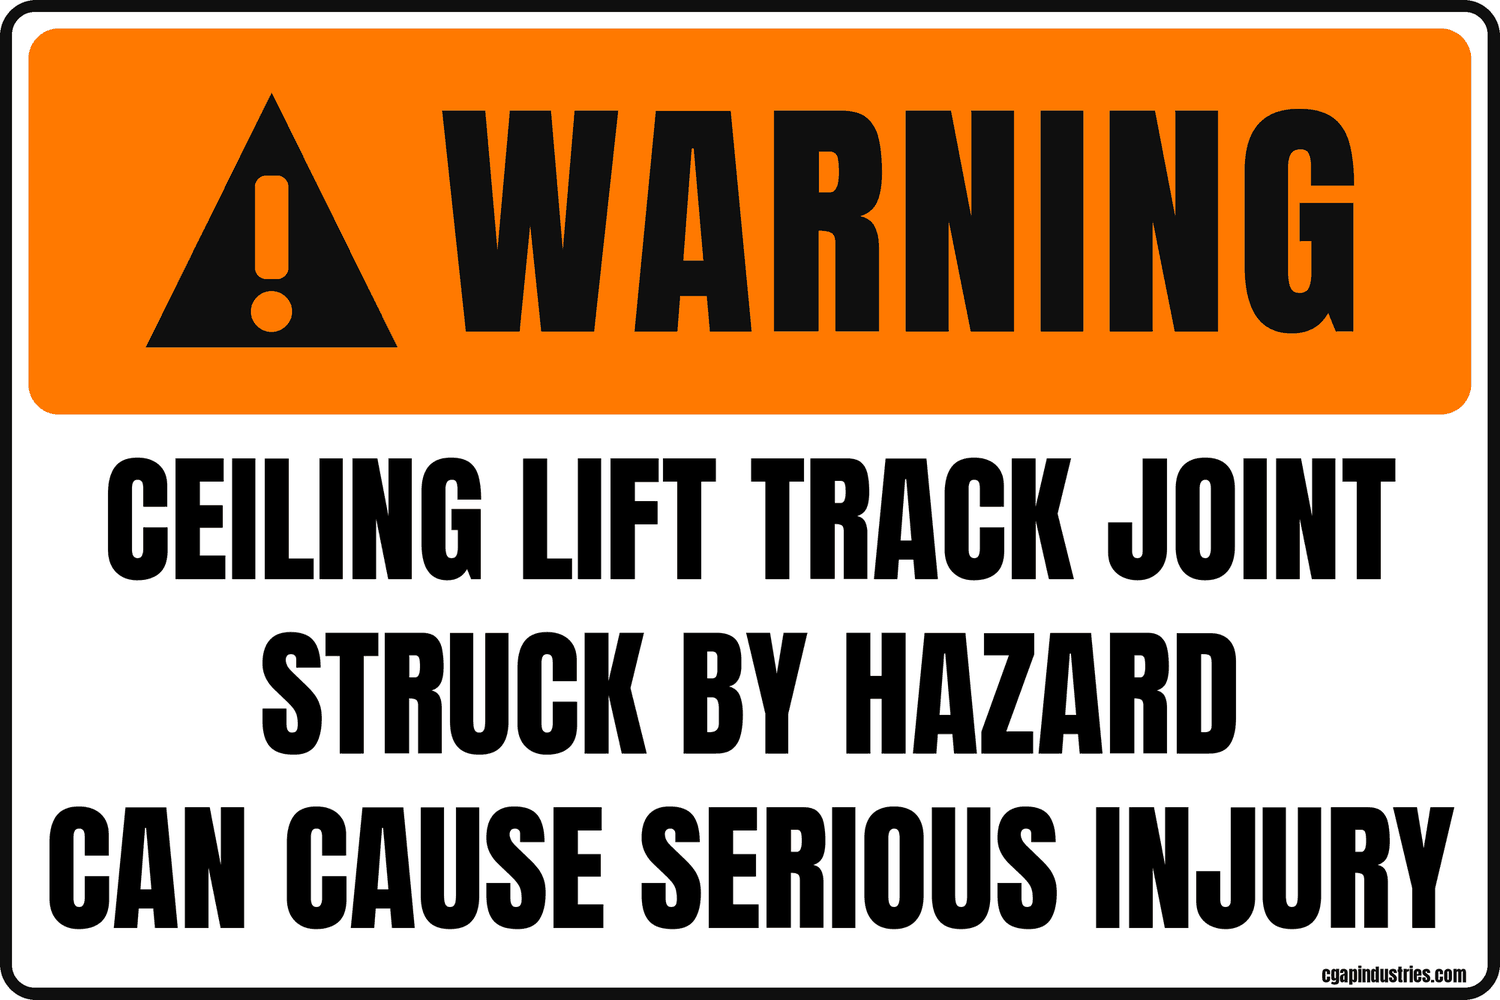 WARNING
CEILING LIFT TRACK JOINT
STRUCK BY HAZARD
CAN CAUSE SERIOUS INJURY
cgapindustries.com